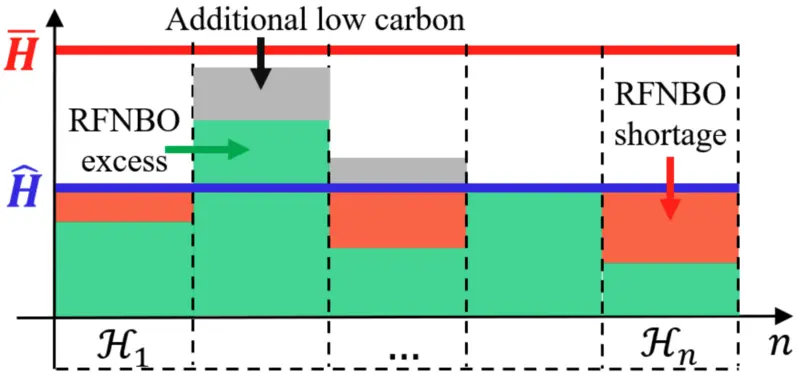 Additional low carbon
H̅
RFNBO
excess
RFNBO
shortage
Ĥ
ℋ₁
...
ℋₙ
n